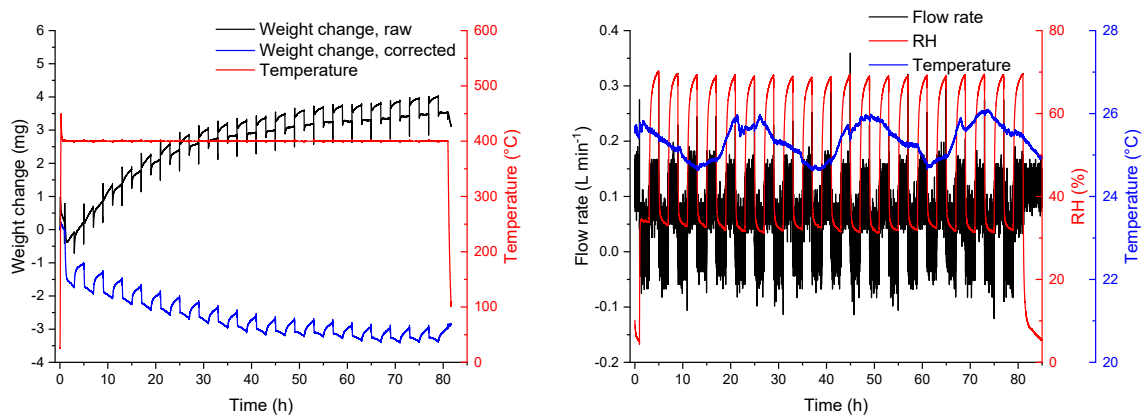 Weight change, raw
Weight change, corrected
Temperature
6
5
4
3
2
1
0
-1
-2
-3
-4
Weight change (mg)
600
500
400
300
200
100
0
Temperature (°C)
0 10 20 30 40 50 60 70 80
Time (h)
Flow rate
RH
Temperature
0.4
0.3
0.2
0.1
0.0
-0.1
-0.2
Flow rate (L min⁻¹)
80
60
40
20
0
RH (%)
28
26
24
22
20
Temperature (°C)
0 10 20 30 40 50 60 70 80
Time (h)